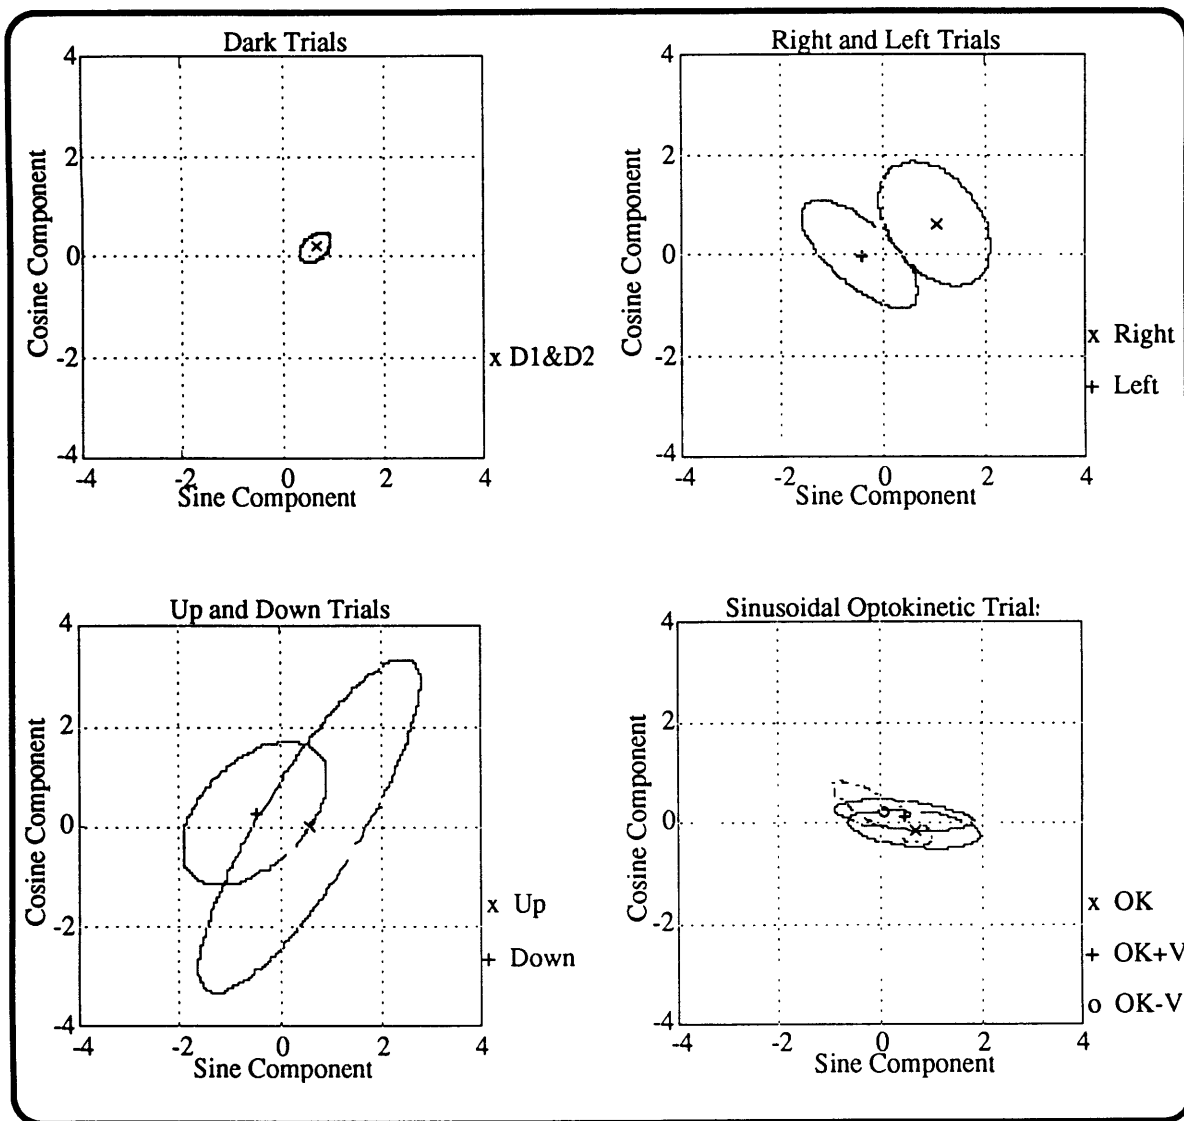 Dark Trials
4
2
0
-2
-4
-4 -2 0 2 4
Cosine Component
Sine Component
x D1&D2
Right and Left Trials
4
2
0
-2
-4
-4 -2 0 2 4
Cosine Component
Sine Component
x Right
+ Left
Up and Down Trials
4
2
0
-2
-4
-4 -2 0 2 4
Cosine Component
Sine Component
x Up
+ Down
Sinusoidal Optokinetic Trial:
4
2
0
-2
-4
-4 -2 0 2 4
Cosine Component
Sine Component
x OK
+ OK+V
o OK-V